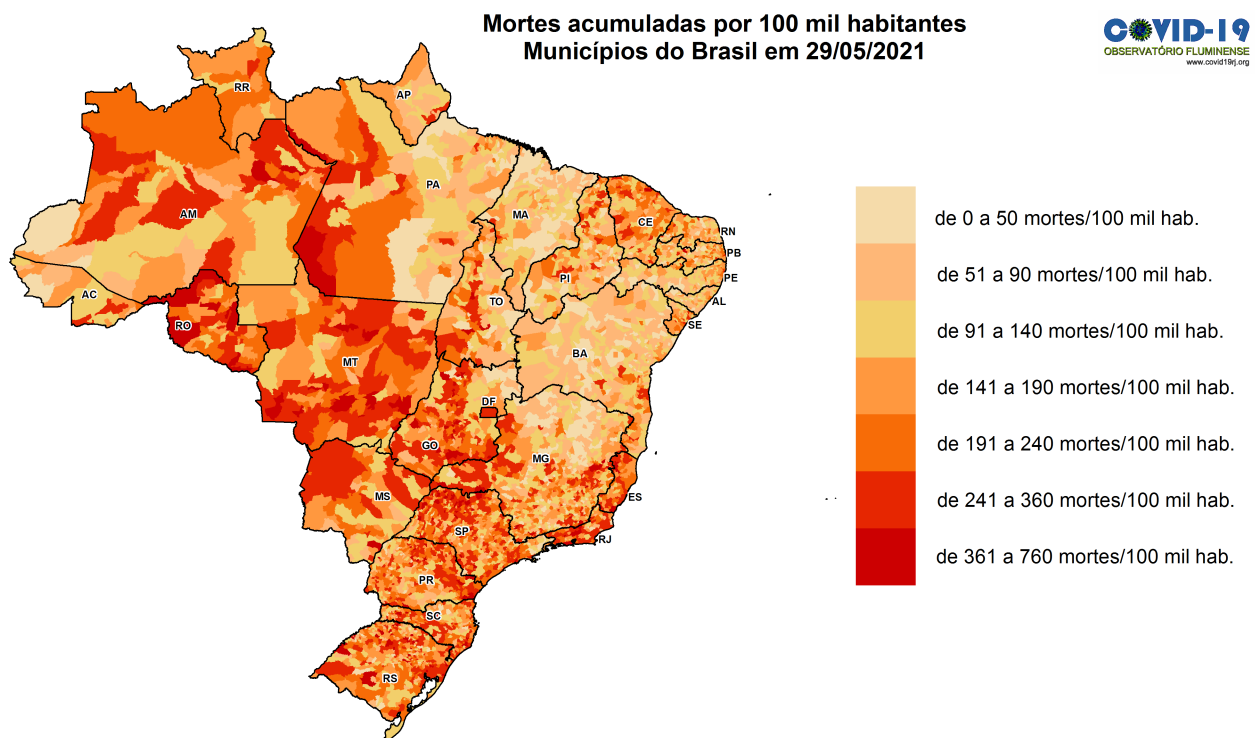 Mortes acumuladas por 100 mil habitantes
Municípios do Brasil em 29/05/2021
COVID-19
OBSERVATÓRIO FLUMINENSE
www.covid19rj.org
RR
AP
AM
PA
MA
CE
RN
PB
PE
PI
AL
SE
AC
RO
TO
BA
MT
DF
GO
MG
MS
ES
SP
RJ
PR
SC
RS
de 0 a 50 mortes/100 mil hab.
de 51 a 90 mortes/100 mil hab.
de 91 a 140 mortes/100 mil hab.
de 141 a 190 mortes/100 mil hab.
de 191 a 240 mortes/100 mil hab.
de 241 a 360 mortes/100 mil hab.
de 361 a 760 mortes/100 mil hab.